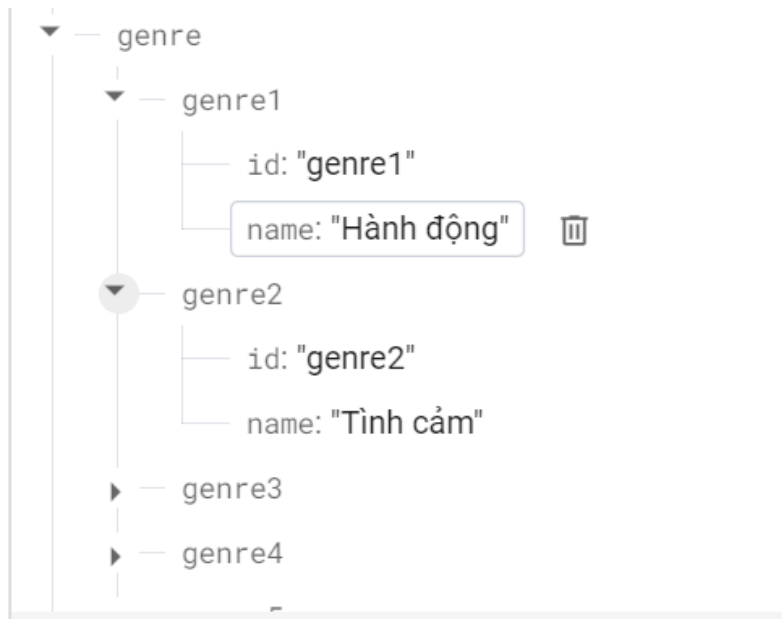 genre
genre1
id: "genre1"
name: "Hành động"
genre2
id: "genre2"
name: "Tình cảm"
genre3
genre4